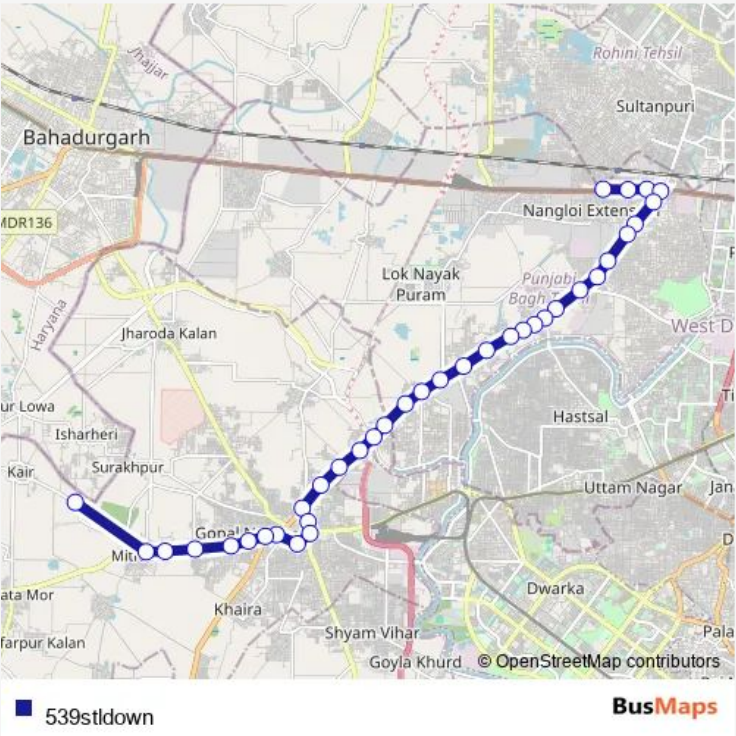 Rohini Tehsil
Jhajjar
Sultanpuri
Bahadurgarh
MDR136
Nangloi Extens
Lok Nayak
Puram
Punjabi
Bagh T
West D
Haryana
Jharoda Kalan
ur Lowa
Hastsal
Isharheri
Kair
Surakhpur
Uttam Nagar
Jan
Gopal N
Mitr
ata Mor
Dwarka
Khaira
Shyam Vihar
Pala
farpur Kalan
Goyla Khurd
© OpenStreetMap contributors
539stldown
BusMaps